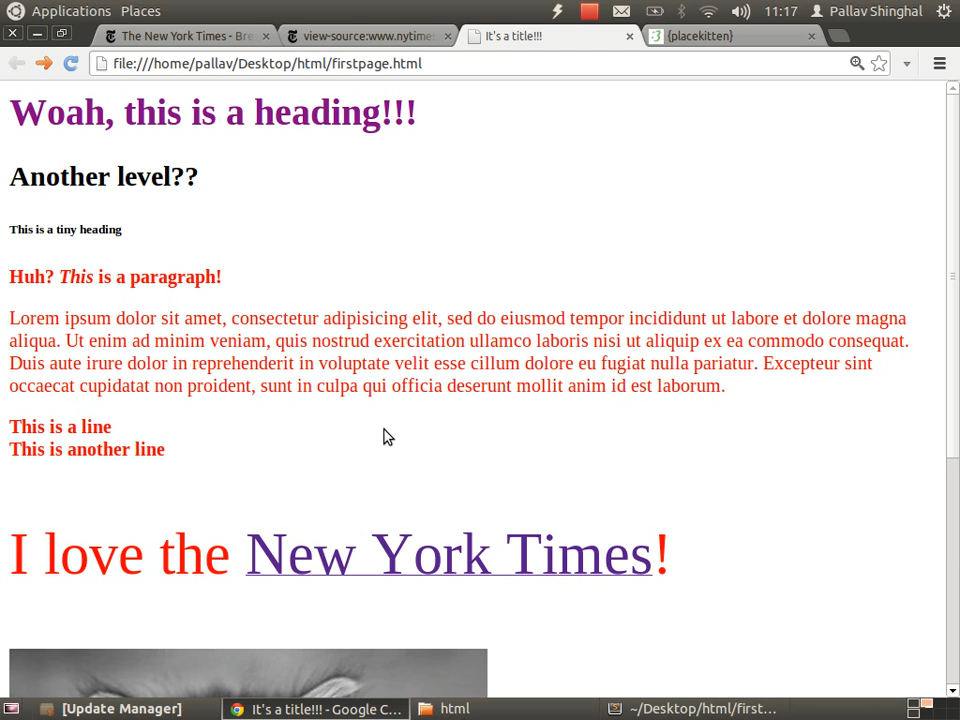 Applications Places
11:17 Pallav Shinghal
The New York Times - Bre
view-source:www.nytimes
It's a title!!!
{placekitten}
file:///home/pallav/Desktop/html/firstpage.html
Woah, this is a heading!!!
Another level??
This is a tiny heading
Huh? This is a paragraph!
Lorem ipsum dolor sit amet, consectetur adipisicing elit, sed do eiusmod tempor incididunt ut labore et dolore magna
aliqua. Ut enim ad minim veniam, quis nostrud exercitation ullamco laboris nisi ut aliquip ex ea commodo consequat.
Duis aute irure dolor in reprehenderit in voluptate velit esse cillum dolore eu fugiat nulla pariatur. Excepteur sint
occaecat cupidatat non proident, sunt in culpa qui officia deserunt mollit anim id est laborum.
This is a line
This is another line
I love the New York Times!
[Update Manager]
It's a title!!! - Google C...
html
~/Desktop/html/first...